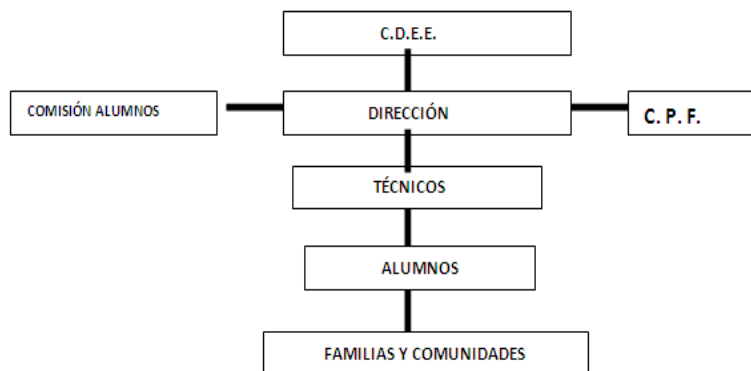 C.D.E.E.
COMISIÓN ALUMNOS
DIRECCIÓN
C. P. F.
TÉCNICOS
ALUMNOS
FAMILIAS Y COMUNIDADES